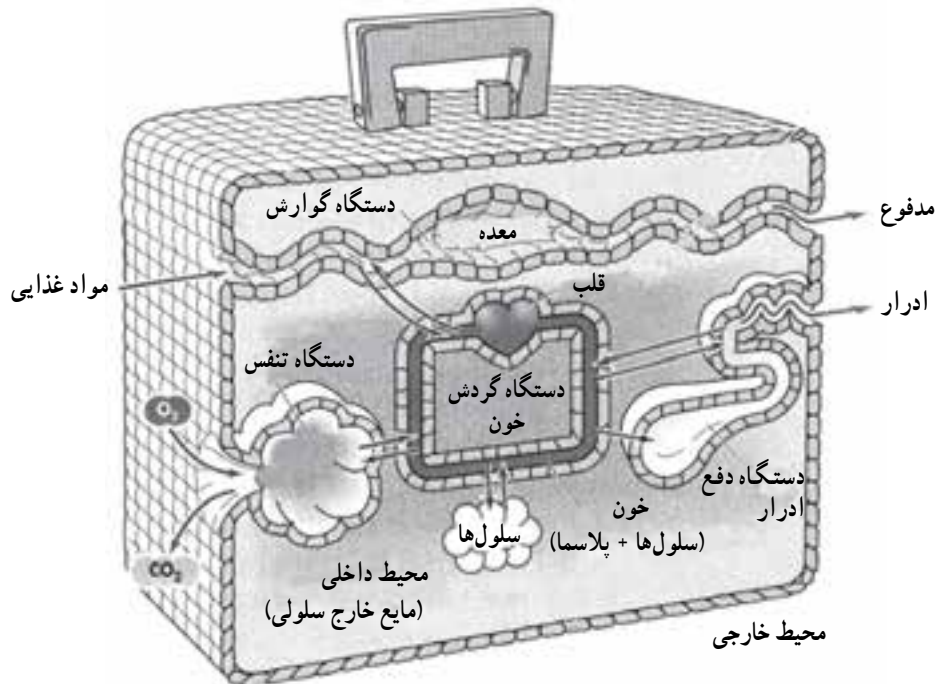 دستگاه گوارش
معده
مدفوع
مواد غذایی
قلب
ادرار
دستگاه تنفس
دستگاه گردش
خون
O₂
دستگاه دفع
ادرار
سلول‌ها
خون
(سلول‌ها + پلاسما)
CO₂
محیط داخلی
(مایع خارج سلولی)
محیط خارجی